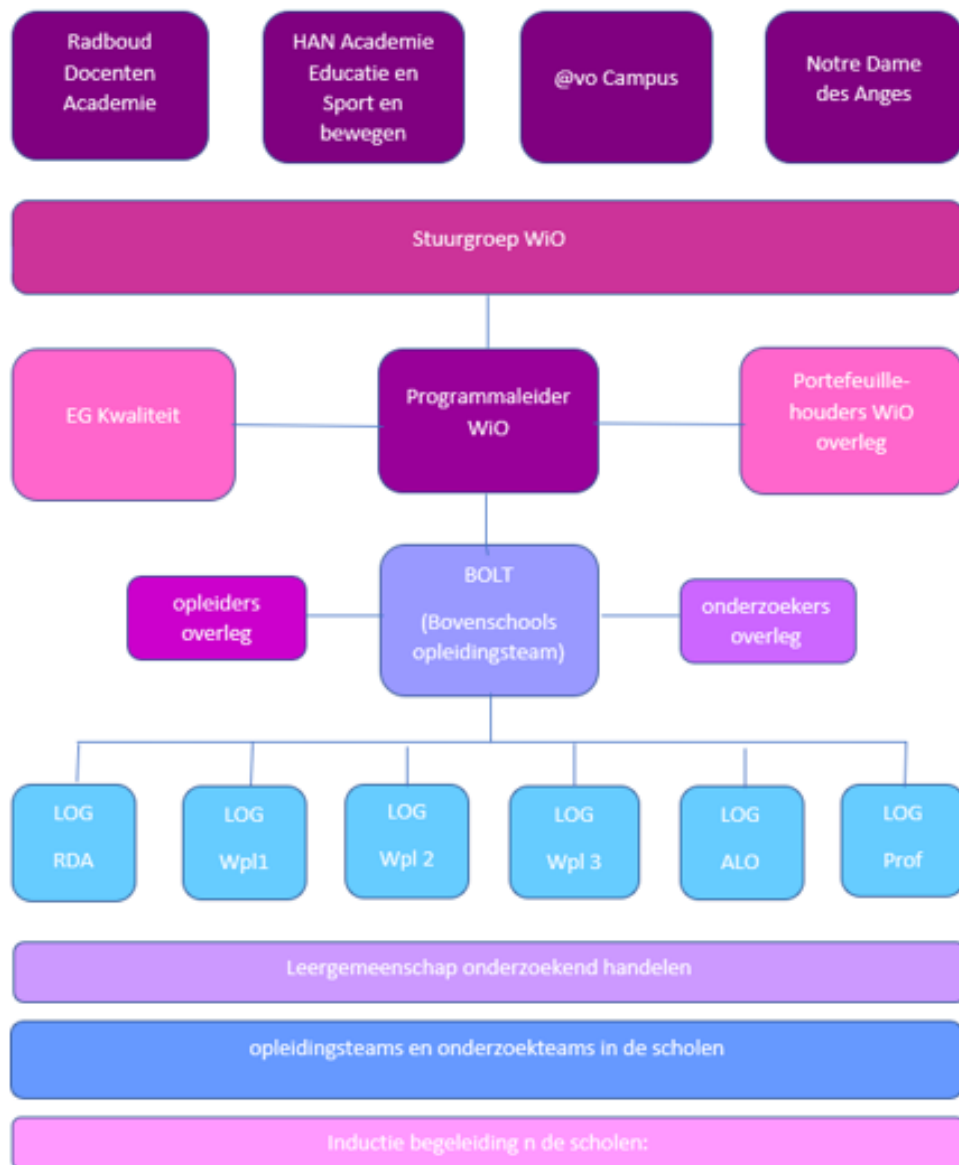 Radboud
Docenten
Academie
HAN Academie
Educatie en
Sport en
bewegen
@vo Campus
Notre Dame
des Anges
Stuurgroep WiO
EG Kwaliteit
Programmaleider
WiO
Portefeuille-
houders WiO
overleg
opleiders
overleg
BOLT
(Bovenschools
opleidingsteam)
onderzoekers
overleg
LOG
RDA
LOG
Wpl1
LOG
Wpl 2
LOG
Wpl 3
LOG
ALO
LOG
Prof
Leergemeenschap onderzoekend handelen
opleidingsteams en onderzoekteams in de scholen
Inductie begeleiding n de scholen: